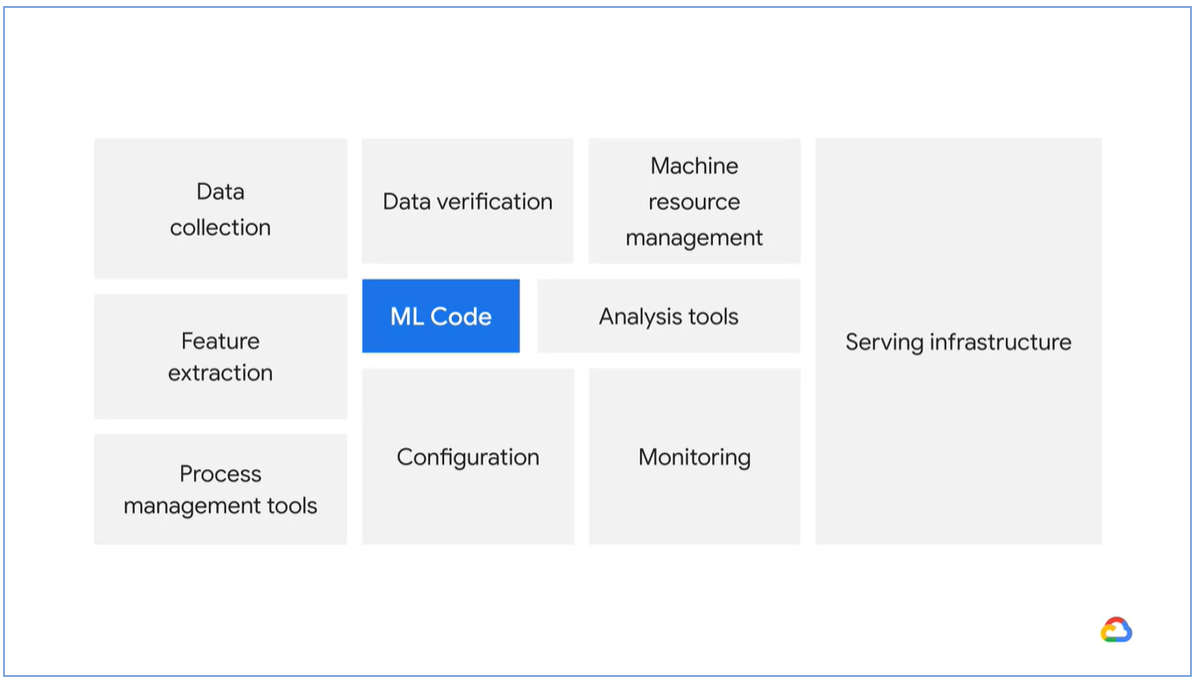 Data
collection
Data verification
Machine
resource
management
Serving infrastructure
Feature
extraction
ML Code
Analysis tools
Process
management tools
Configuration
Monitoring